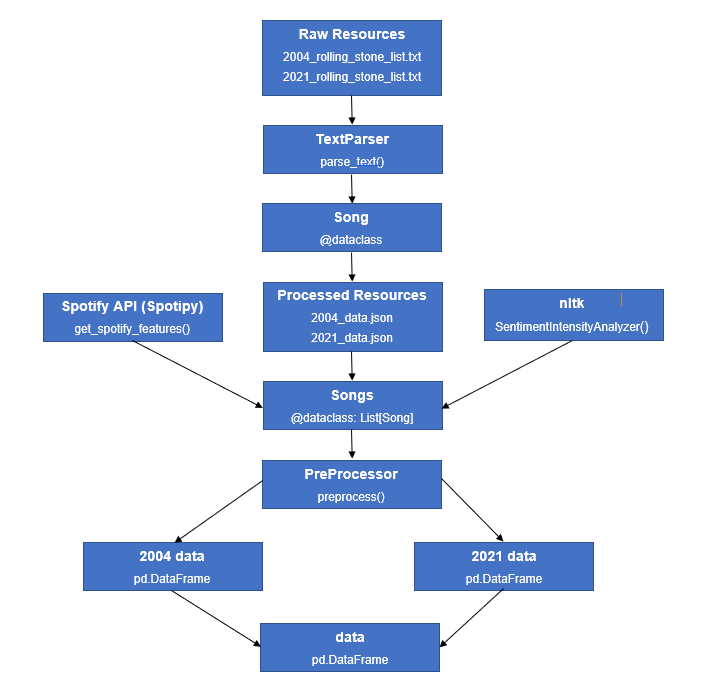 Raw Resources
2004_rolling_stone_list.txt
2021_rolling_stone_list.txt
TextParser
parse_text()
Song
@dataclass
Processed Resources
2004_data.json
2021_data.json
Spotify API (Spotipy)
get_spotify_features()
nltk
SentimentIntensityAnalyzer()
Songs
@dataclass: List[Song]
PreProcessor
preprocess()
2004 data
pd.DataFrame
2021 data
pd.DataFrame
data
pd.DataFrame